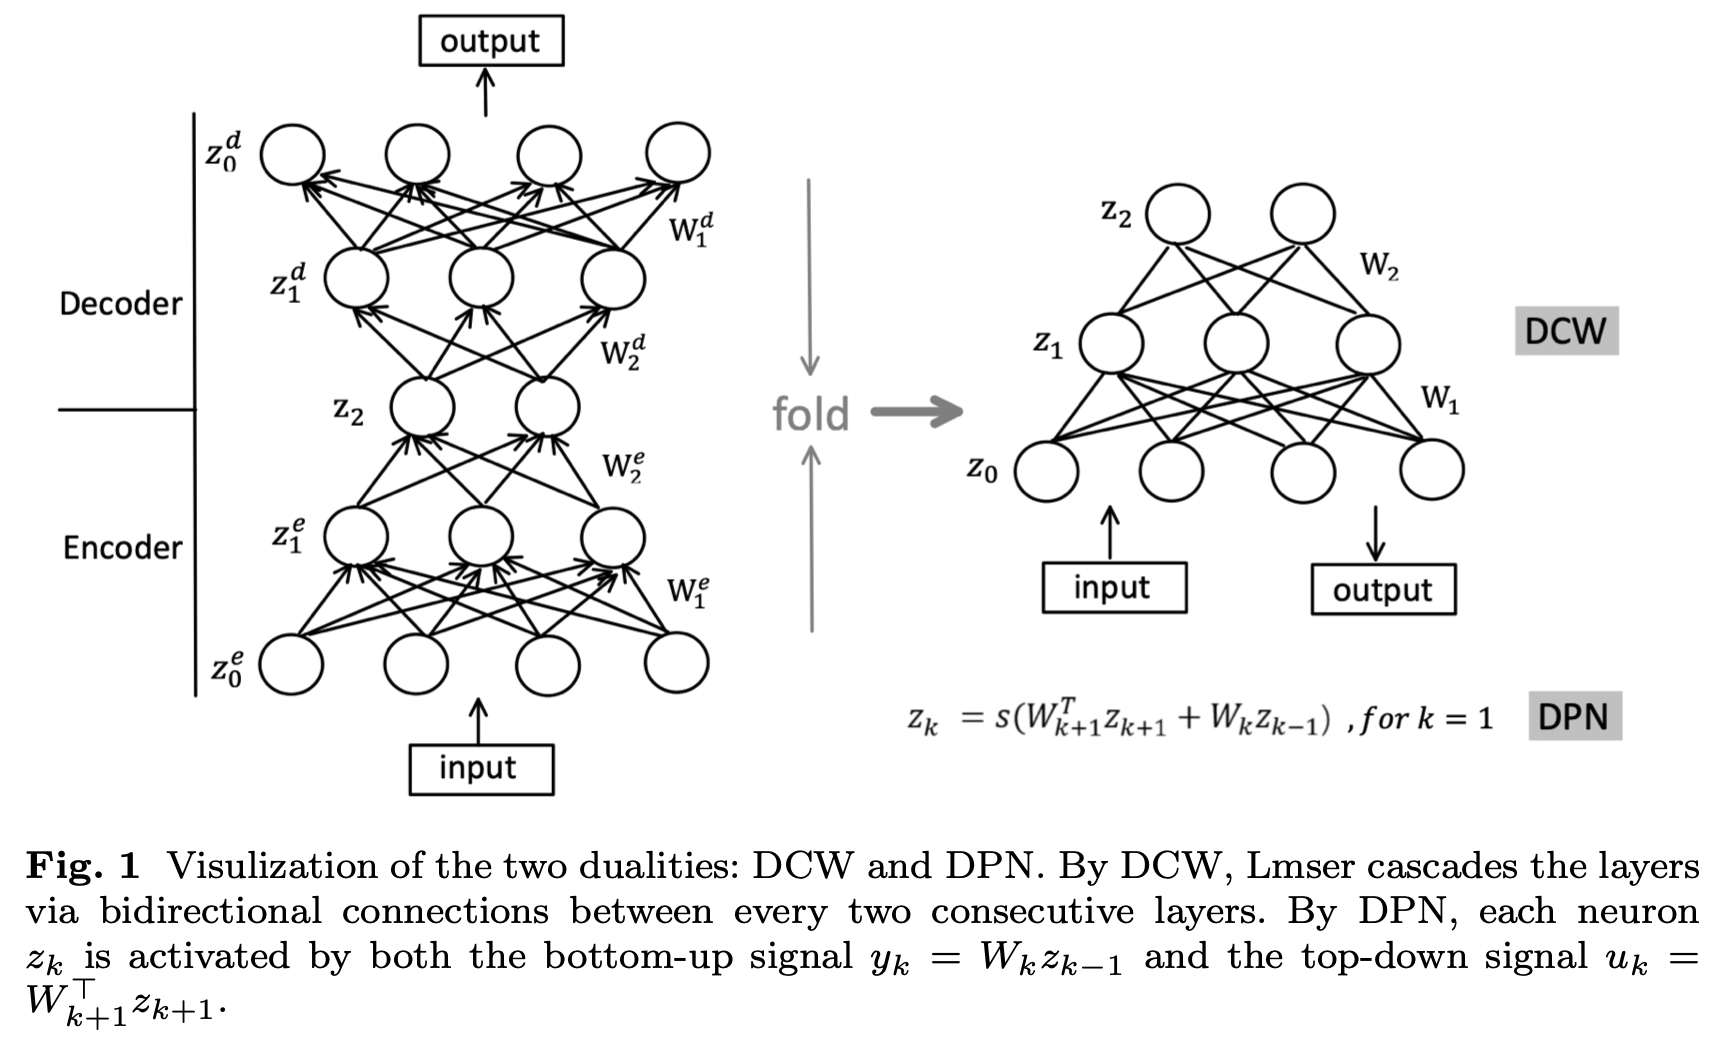 output
z_0^d
W_1^d
z_1^d
Decoder
W_2^d
z_2
W_2^e
z_1^e
Encoder
W_1^e
z_0^e
input
fold
z_2
W_2
DCW
z_1
W_1
z_0
input
output
z_k = s(W_{k+1}^T z_{k+1} + W_k z_{k−1}) , for k = 1
DPN
Fig. 1 Visulization of the two dualities: DCW and DPN. By DCW, Lmser cascades the layers
via bidirectional connections between every two consecutive layers. By DPN, each neuron
z_k is activated by both the bottom-up signal y_k = W_k z_{k−1} and the top-down signal u_k =
W_{k+1}^⊤ z_{k+1}.